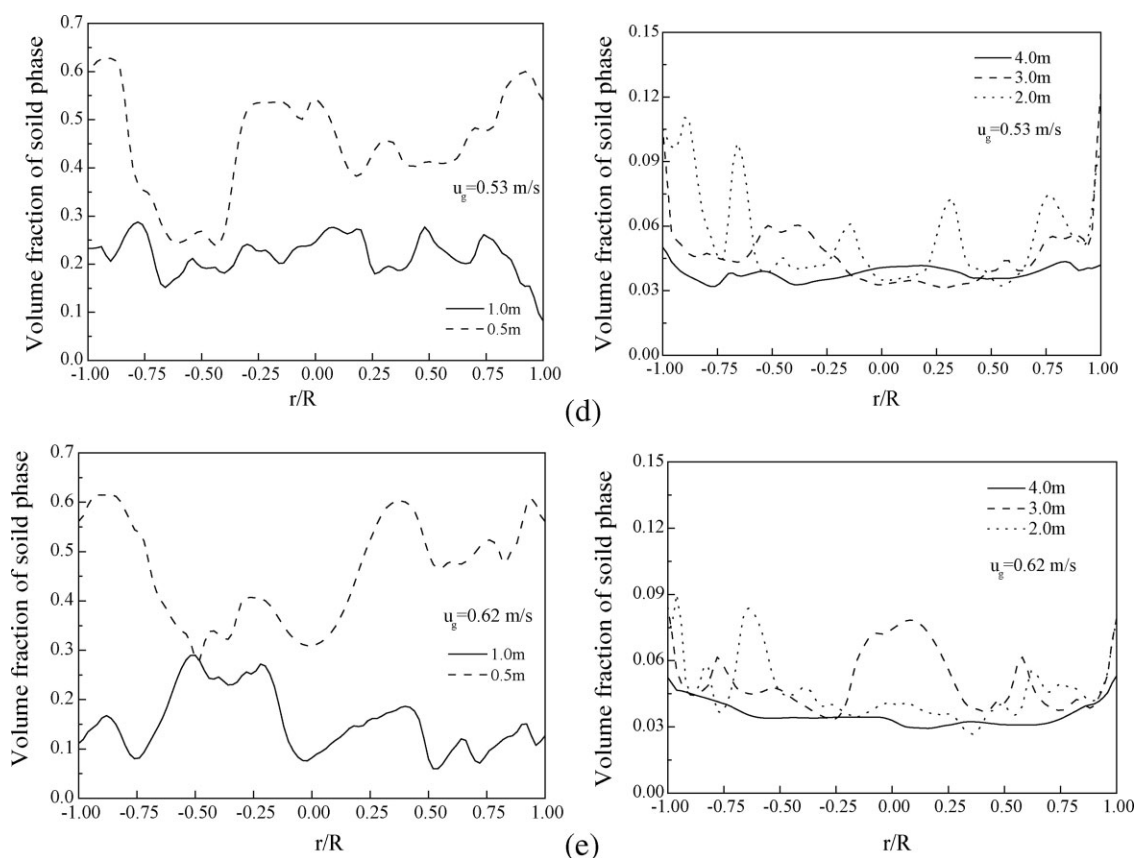 Volume fraction of soild phase
0.7
0.6
0.5
0.4
0.3
0.2
0.1
0.0
u_g=0.53 m/s
1.0m
0.5m
-1.00 -0.75 -0.50 -0.25 0.00 0.25 0.50 0.75 1.00
r/R
Volume fraction of soild phase
0.15
0.12
0.09
0.06
0.03
0.00
4.0m
3.0m
2.0m
u_g=0.53 m/s
-1.00 -0.75 -0.50 -0.25 0.00 0.25 0.50 0.75 1.00
r/R
(d)
Volume fraction of soild phase
0.7
0.6
0.5
0.4
0.3
0.2
0.1
0.0
u_g=0.62 m/s
1.0m
0.5m
-1.00 -0.75 -0.50 -0.25 0.00 0.25 0.50 0.75 1.00
r/R
Volume fraction of soild phase
0.15
0.12
0.09
0.06
0.03
0.00
4.0m
3.0m
2.0m
u_g=0.62 m/s
-1.00 -0.75 -0.50 -0.25 0.00 0.25 0.50 0.75 1.00
r/R
(e)